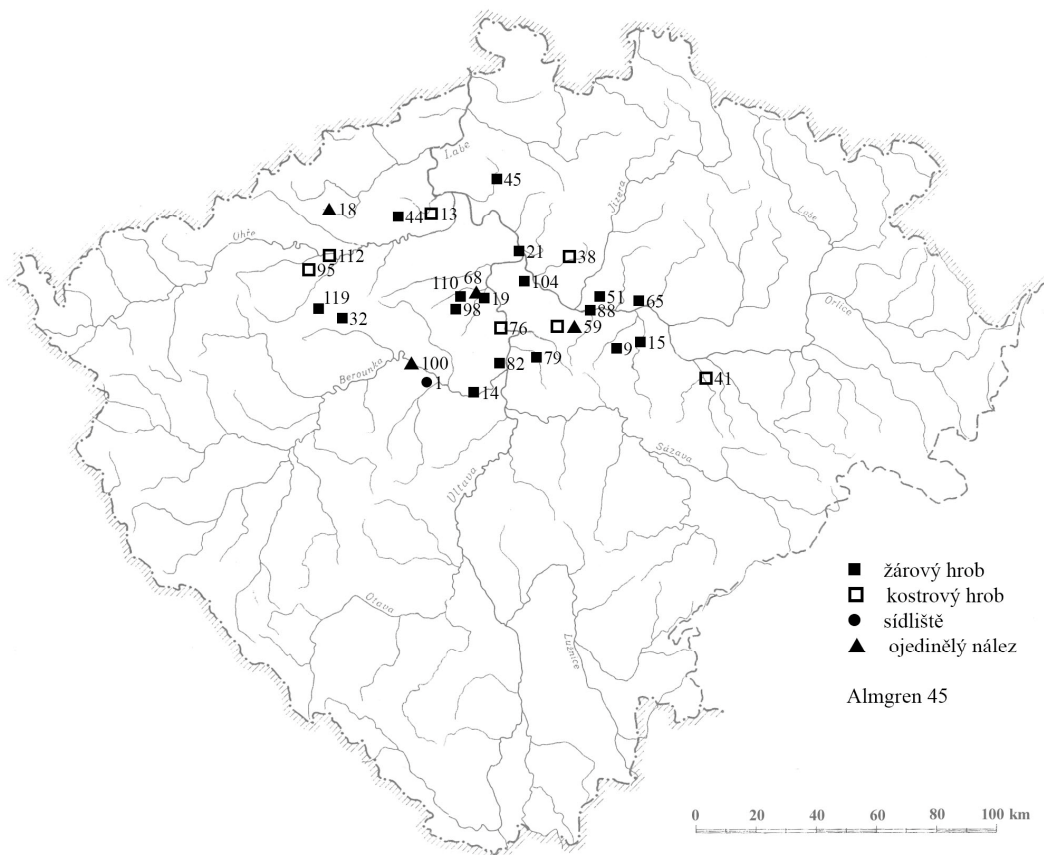 Labe
45
18
44
13
Jizera
Labe
Ohře
112
21
38
95
68
110
19
104
51
65
119
98
88
Orlice
32
76
59
9
15
100
82
79
Berounka
1
14
41
Sázava
Vltava
Otava
Lužnice
žárový hrob
kostrový hrob
sídliště
ojedinělý nález
Almgren 45
0 20 40 60 80 100 km